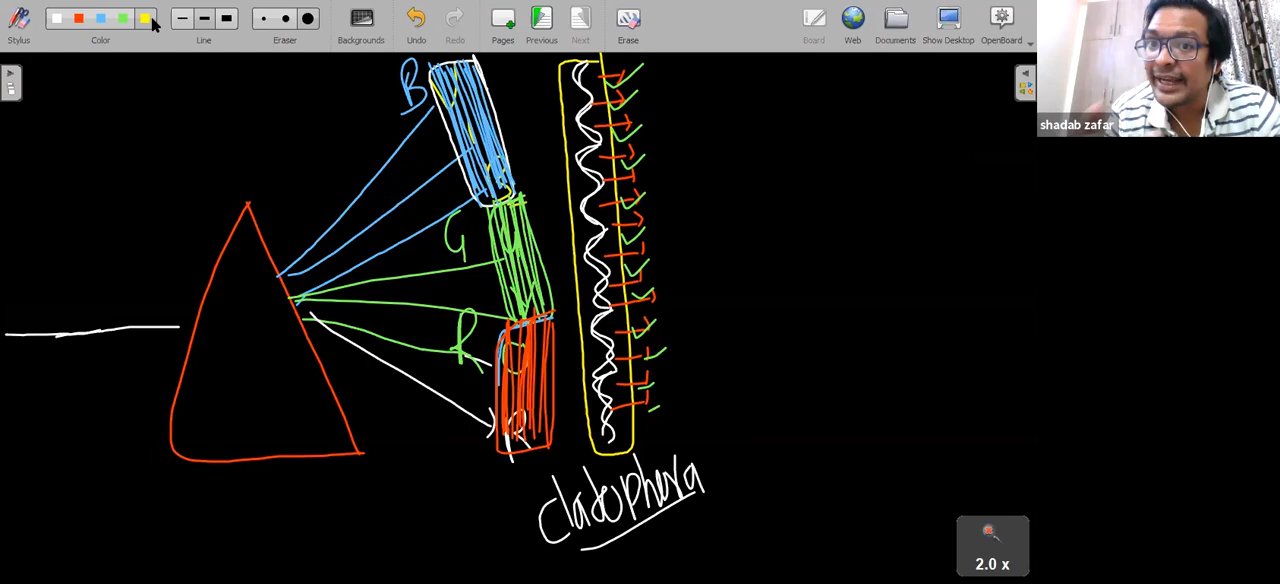 Stylus
Color
Line
Eraser
Backgrounds
Undo
Redo
Pages
Previous
Next
Erase
Board
Web
Documents
Show Desktop
OpenBoard
shadab zafar
B
G
R
R
Cladophora
2.0 x